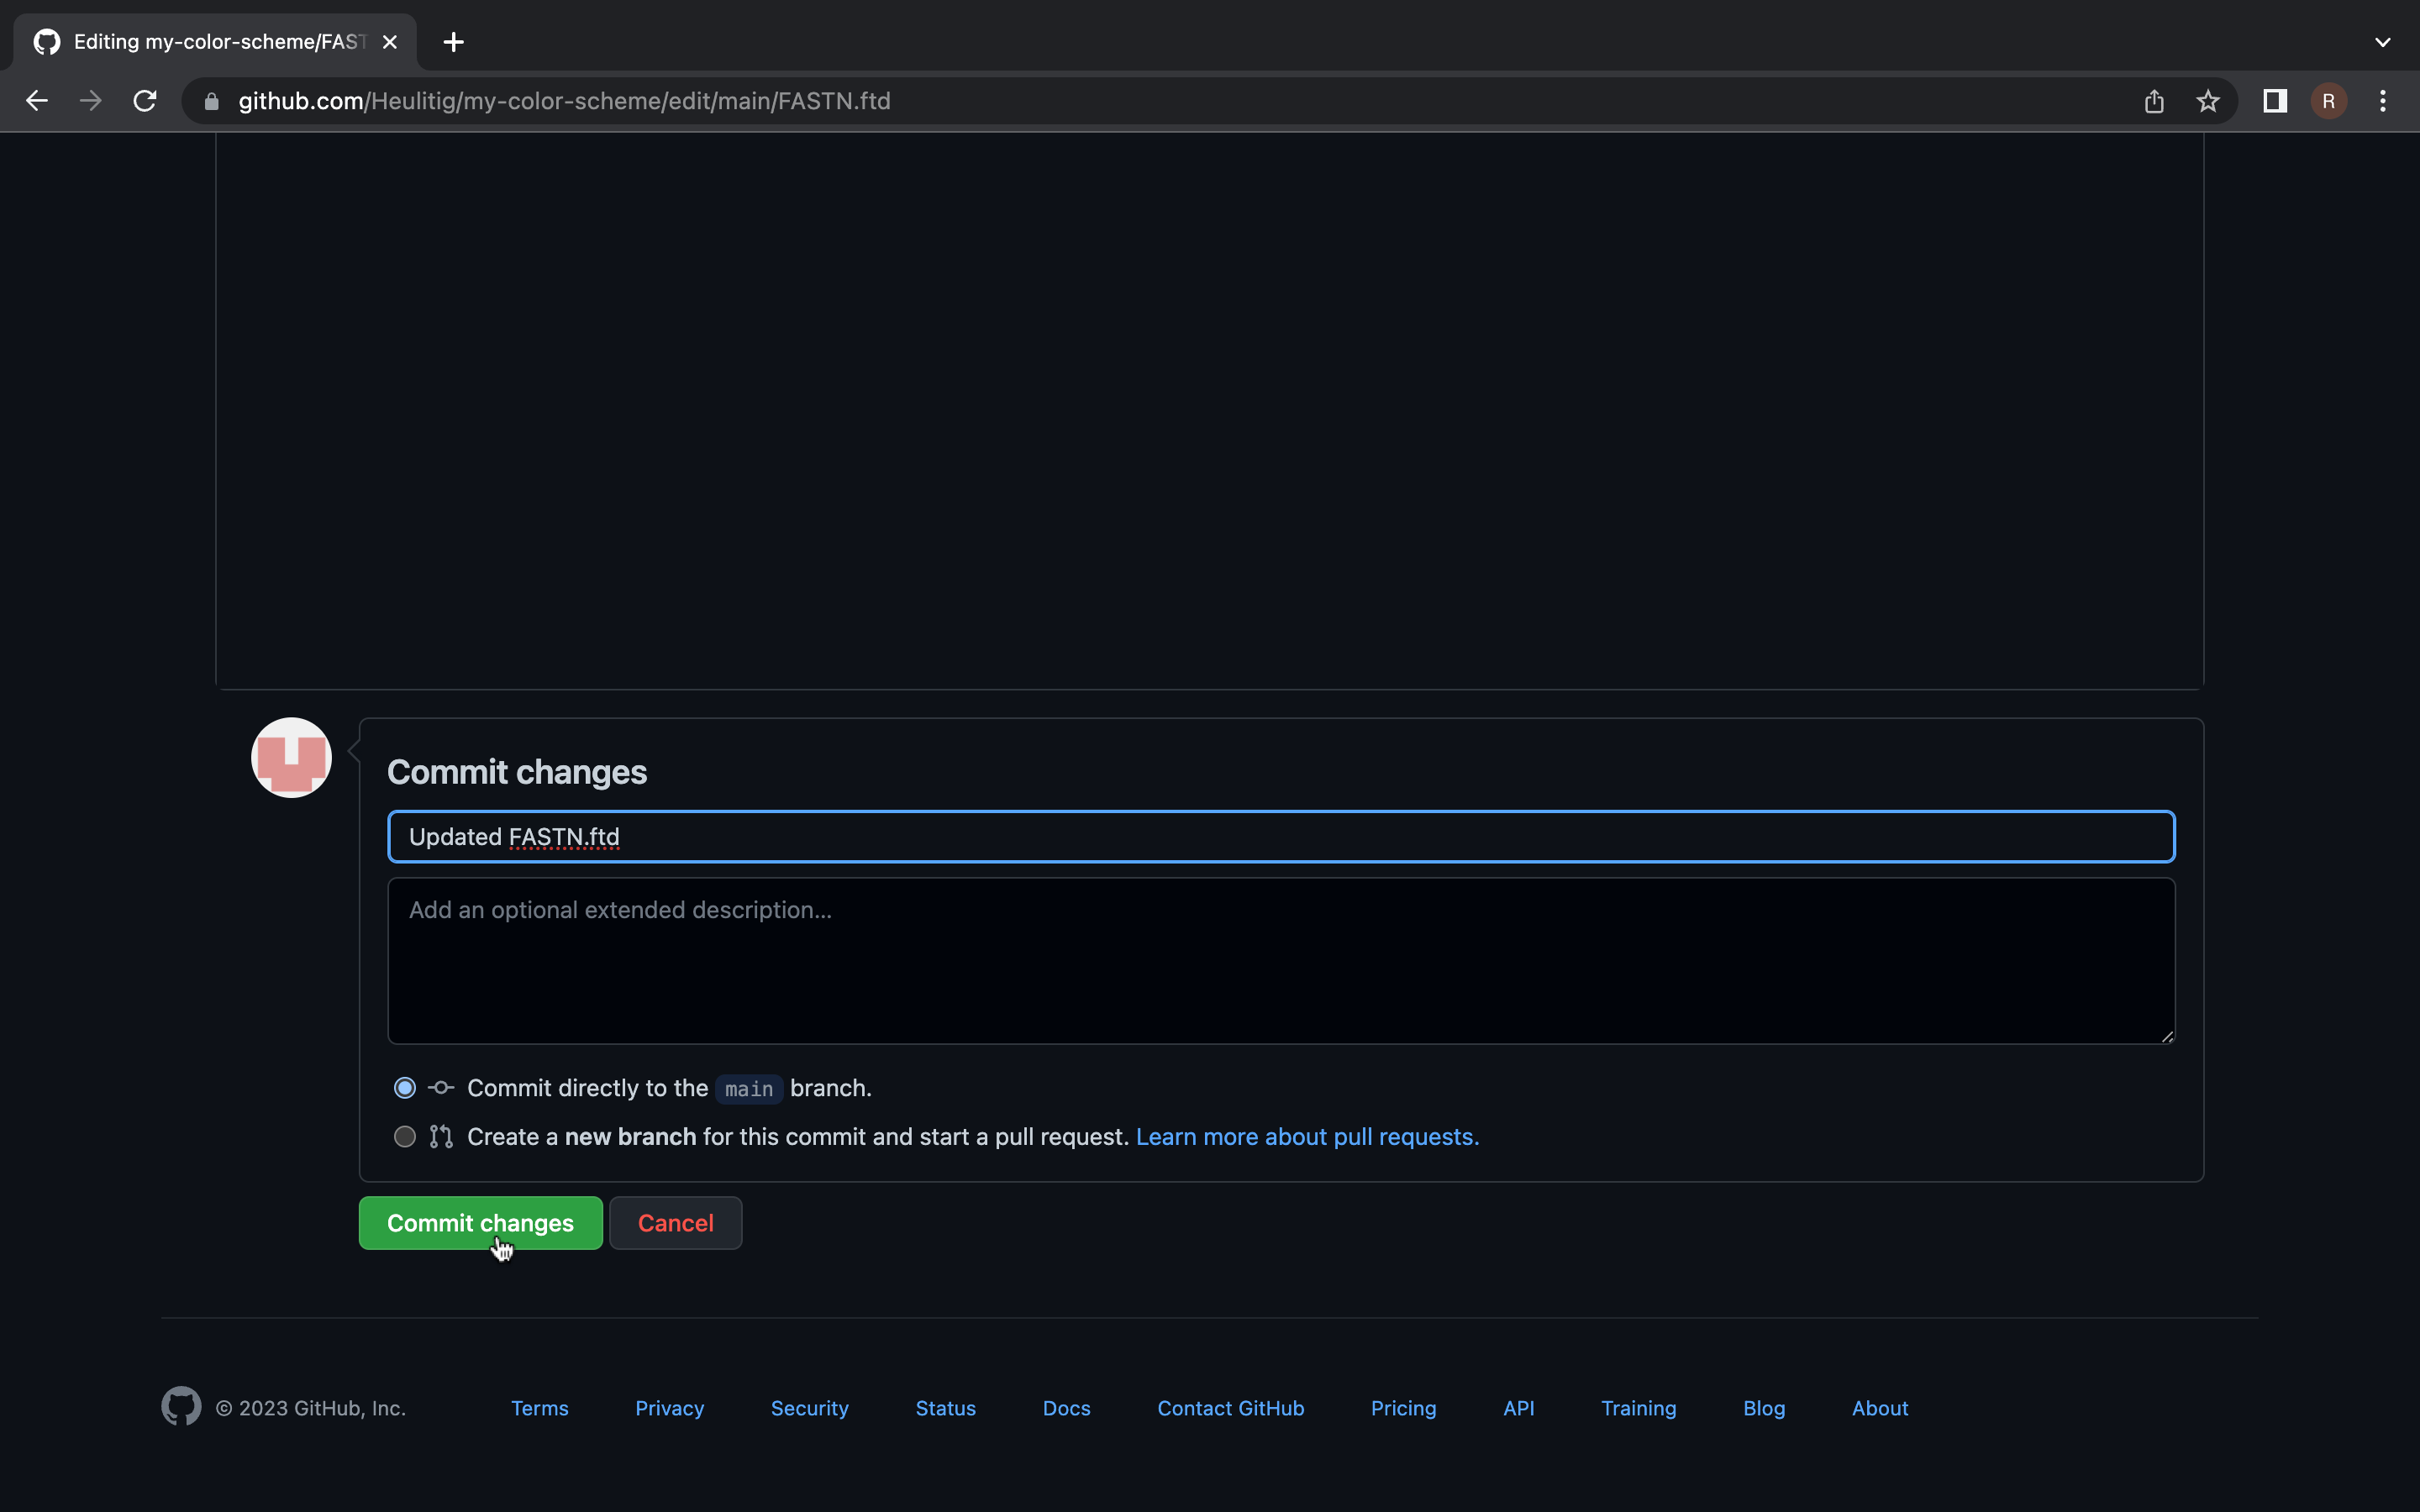 Editing my-color-scheme/FAST
github.com/Heulitig/my-color-scheme/edit/main/FASTN.ftd
R
Commit changes
Updated FASTN.ftd
Add an optional extended description...
Commit directly to the main branch.
Create a new branch for this commit and start a pull request. Learn more about pull requests.
Commit changes Cancel
© 2023 GitHub, Inc. Terms Privacy Security Status Docs Contact GitHub Pricing API Training Blog About